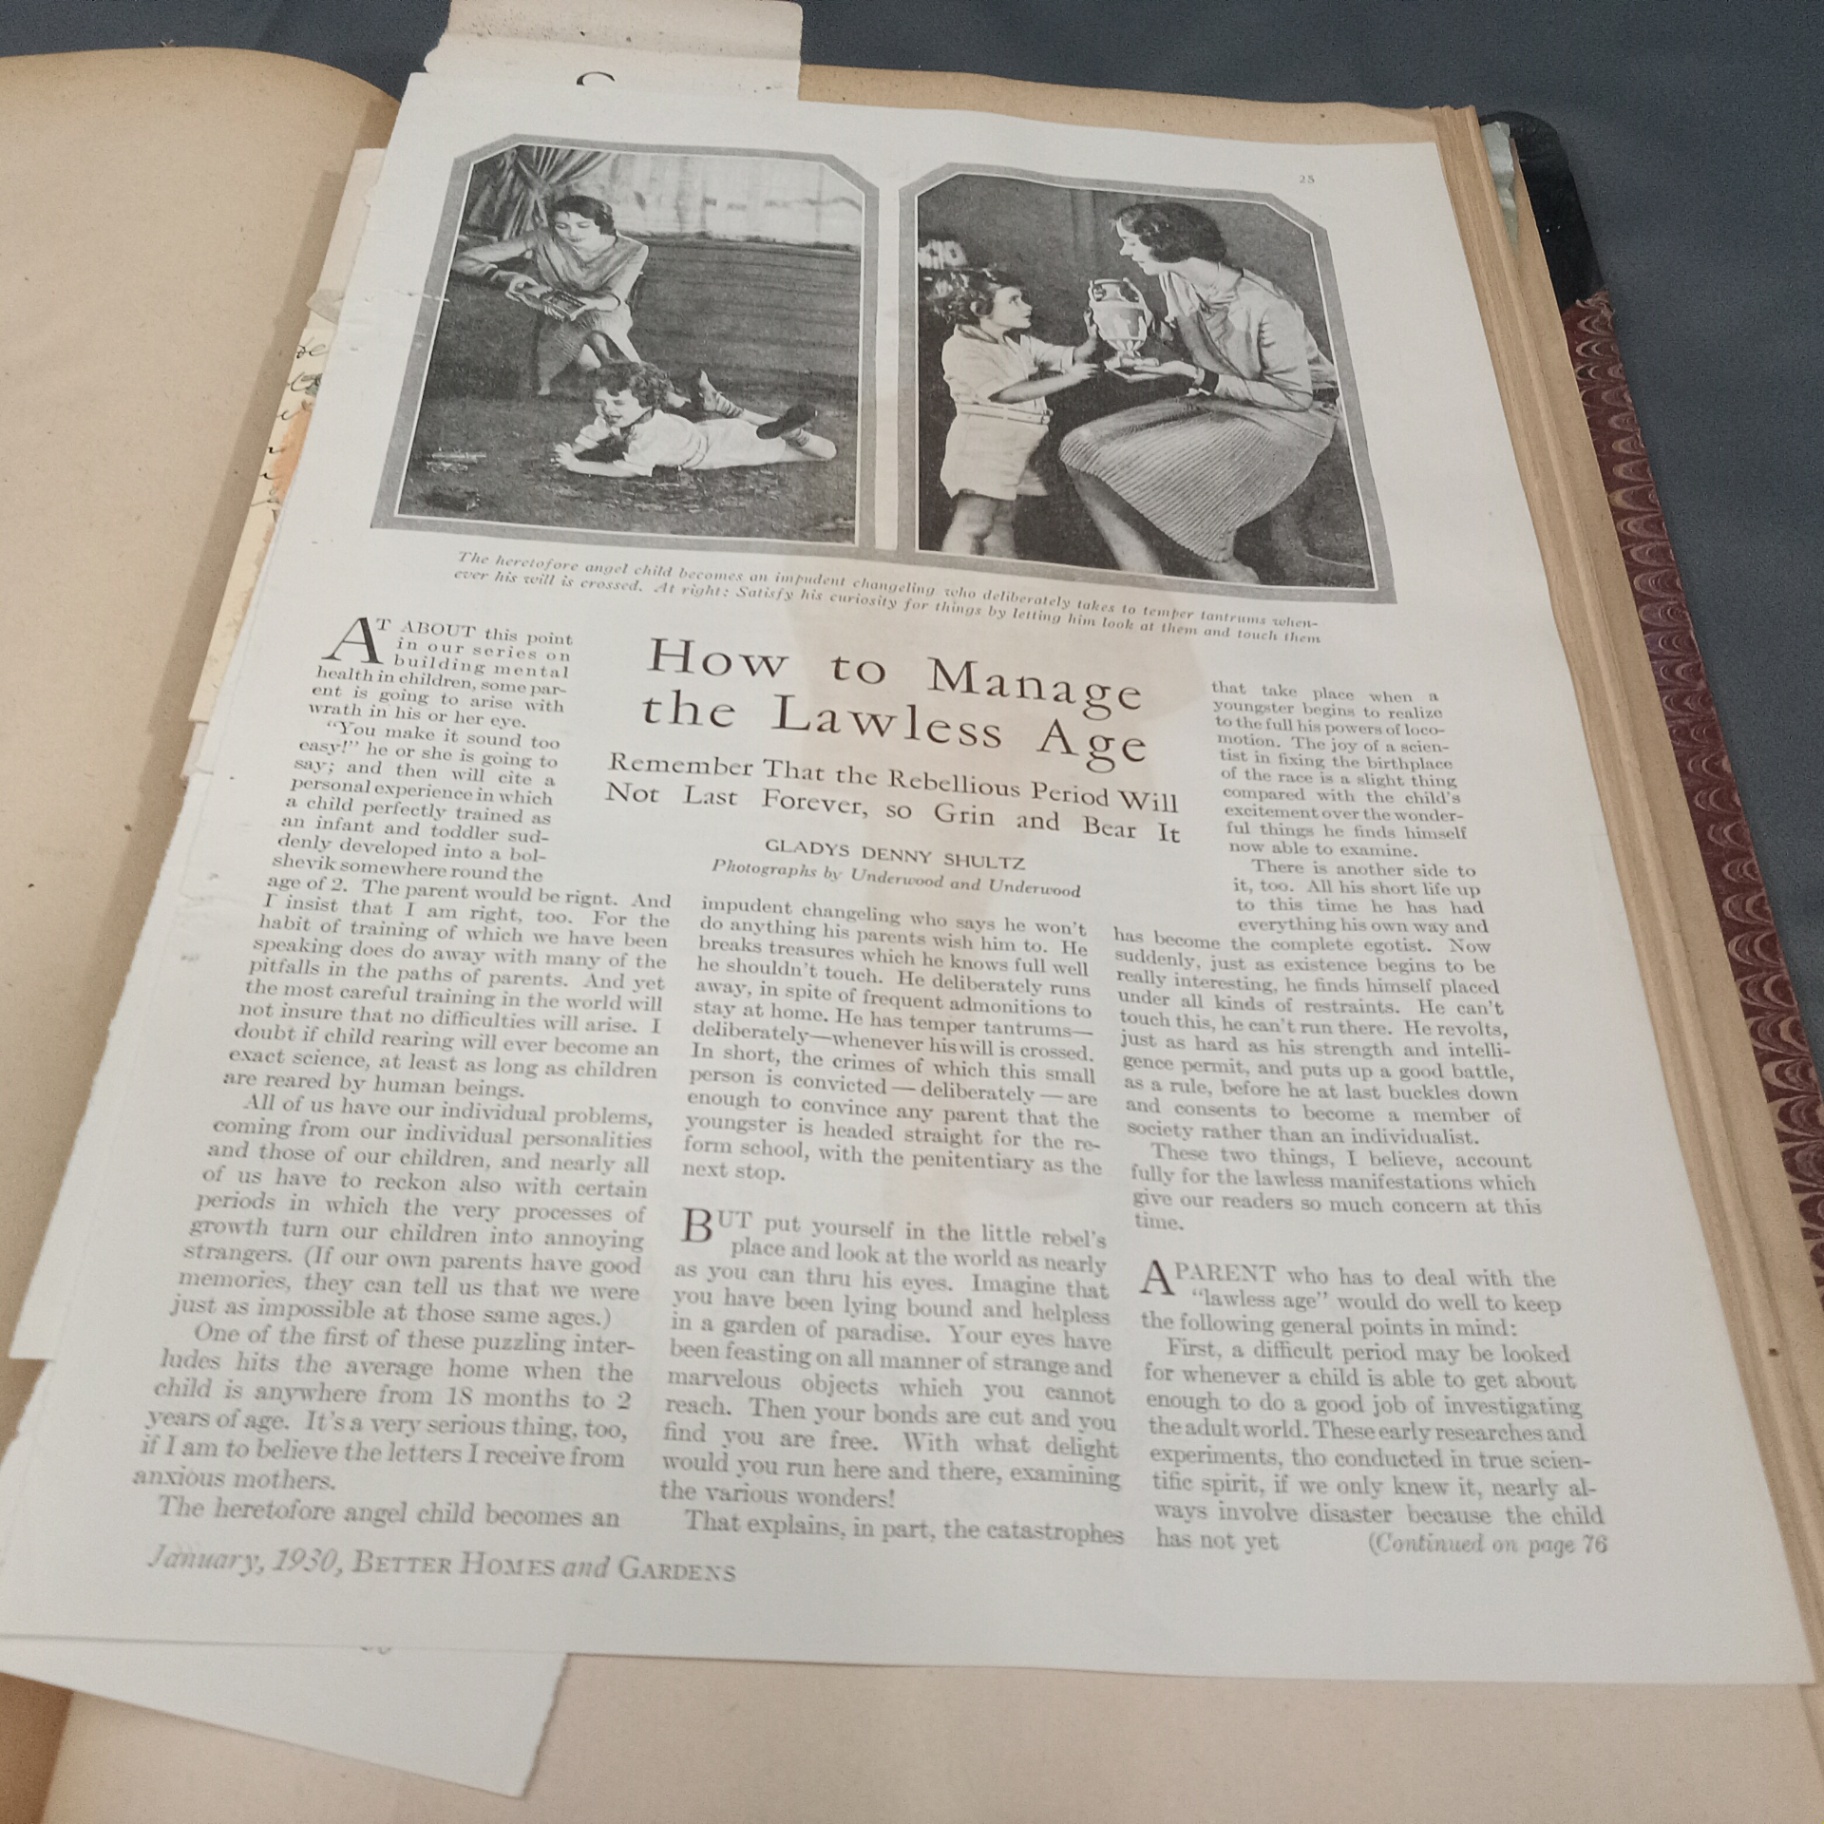 25
The heretofore angel child becomes an impudent changeling who deliberately takes to temper tantrums when-
ever his will is crossed. At right: Satisfy his curiosity for things by letting him look at them and touch them
How to Manage
the Lawless Age
Remember That the Rebellious Period Will
Not Last Forever, so Grin and Bear It
GLADYS DENNY SHULTZ
Photographs by Underwood and Underwood
AT ABOUT this point
in our series on
building mental
health in children, some par-
ent is going to arise with
wrath in his or her eye.
“You make it sound too
easy!” he or she is going to
say; and then will cite a
personal experience in which
a child perfectly trained as
an infant and toddler sud-
denly developed into a bol-
shevik somewhere round the
age of 2. The parent would be right. And
I insist that I am right, too. For the
habit of training of which we have been
speaking does do away with many of the
pitfalls in the paths of parents. And yet
the most careful training in the world will
not insure that no difficulties will arise. I
doubt if child rearing will ever become an
exact science, at least as long as children
are reared by human beings.
All of us have our individual problems,
coming from our individual personalities
and those of our children, and nearly all
of us have to reckon also with certain
periods in which the very processes of
growth turn our children into annoying
strangers. (If our own parents have good
memories, they can tell us that we were
just as impossible at those same ages.)
One of the first of these puzzling inter-
ludes hits the average home when the
child is anywhere from 18 months to 2
years of age. It's a very serious thing, too,
if I am to believe the letters I receive from
anxious mothers.
The heretofore angel child becomes an
impudent changeling who says he won't
do anything his parents wish him to. He
breaks treasures which he knows full well
he shouldn't touch. He deliberately runs
away, in spite of frequent admonitions to
stay at home. He has temper tantrums—
deliberately—whenever his will is crossed.
In short, the crimes of which this small
person is convicted — deliberately — are
enough to convince any parent that the
youngster is headed straight for the re-
form school, with the penitentiary as the
next stop.
BUT put yourself in the little rebel's
place and look at the world as nearly
as you can thru his eyes. Imagine that
you have been lying bound and helpless
in a garden of paradise. Your eyes have
been feasting on all manner of strange and
marvelous objects which you cannot
reach. Then your bonds are cut and you
find you are free. With what delight
would you run here and there, examining
the various wonders!
That explains, in part, the catastrophes
that take place when a
youngster begins to realize
to the full his powers of loco-
motion. The joy of a scien-
tist in fixing the birthplace
of the race is a slight thing
compared with the child's
excitement over the wonder-
ful things he finds himself
now able to examine.
There is another side to
it, too. All his short life up
to this time he has had
everything his own way and
has become the complete egotist. Now
suddenly, just as existence begins to be
really interesting, he finds himself placed
under all kinds of restraints. He can't
touch this, he can't run there. He revolts,
just as hard as his strength and intelli-
gence permit, and puts up a good battle,
as a rule, before he at last buckles down
and consents to become a member of
society rather than an individualist.
These two things, I believe, account
fully for the lawless manifestations which
give our readers so much concern at this
time.
A PARENT who has to deal with the
“lawless age” would do well to keep
the following general points in mind:
First, a difficult period may be looked
for whenever a child is able to get about
enough to do a good job of investigating
the adult world. These early researches and
experiments, tho conducted in true scien-
tific spirit, if we only knew it, nearly al-
ways involve disaster because the child
has not yet (Continued on page 76
January, 1930, BETTER HOMES and GARDENS